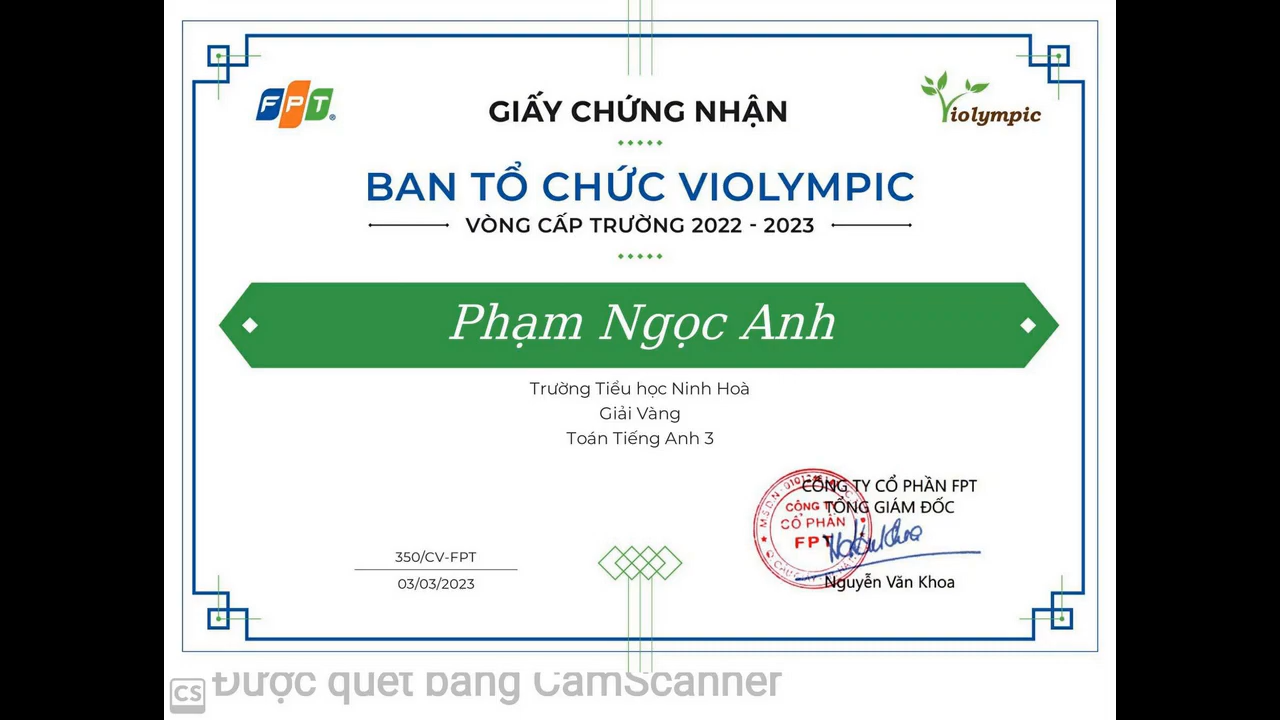 FPT
Violympic
GIẤY CHỨNG NHẬN
BAN TỔ CHỨC VIOLYMPIC
VÒNG CẤP TRƯỜNG 2022 - 2023
Phạm Ngọc Anh
Trường Tiểu học Ninh Hoà
Giải Vàng
Toán Tiếng Anh 3
CÔNG TY CỔ PHẦN FPT
TỔNG GIÁM ĐỐC
M.S.D.N
CÔNG TY
CỔ PHẦN
FPT
Nguyễn Văn Khoa
350/CV-FPT
03/03/2023
CS Được quét bằng CamScanner